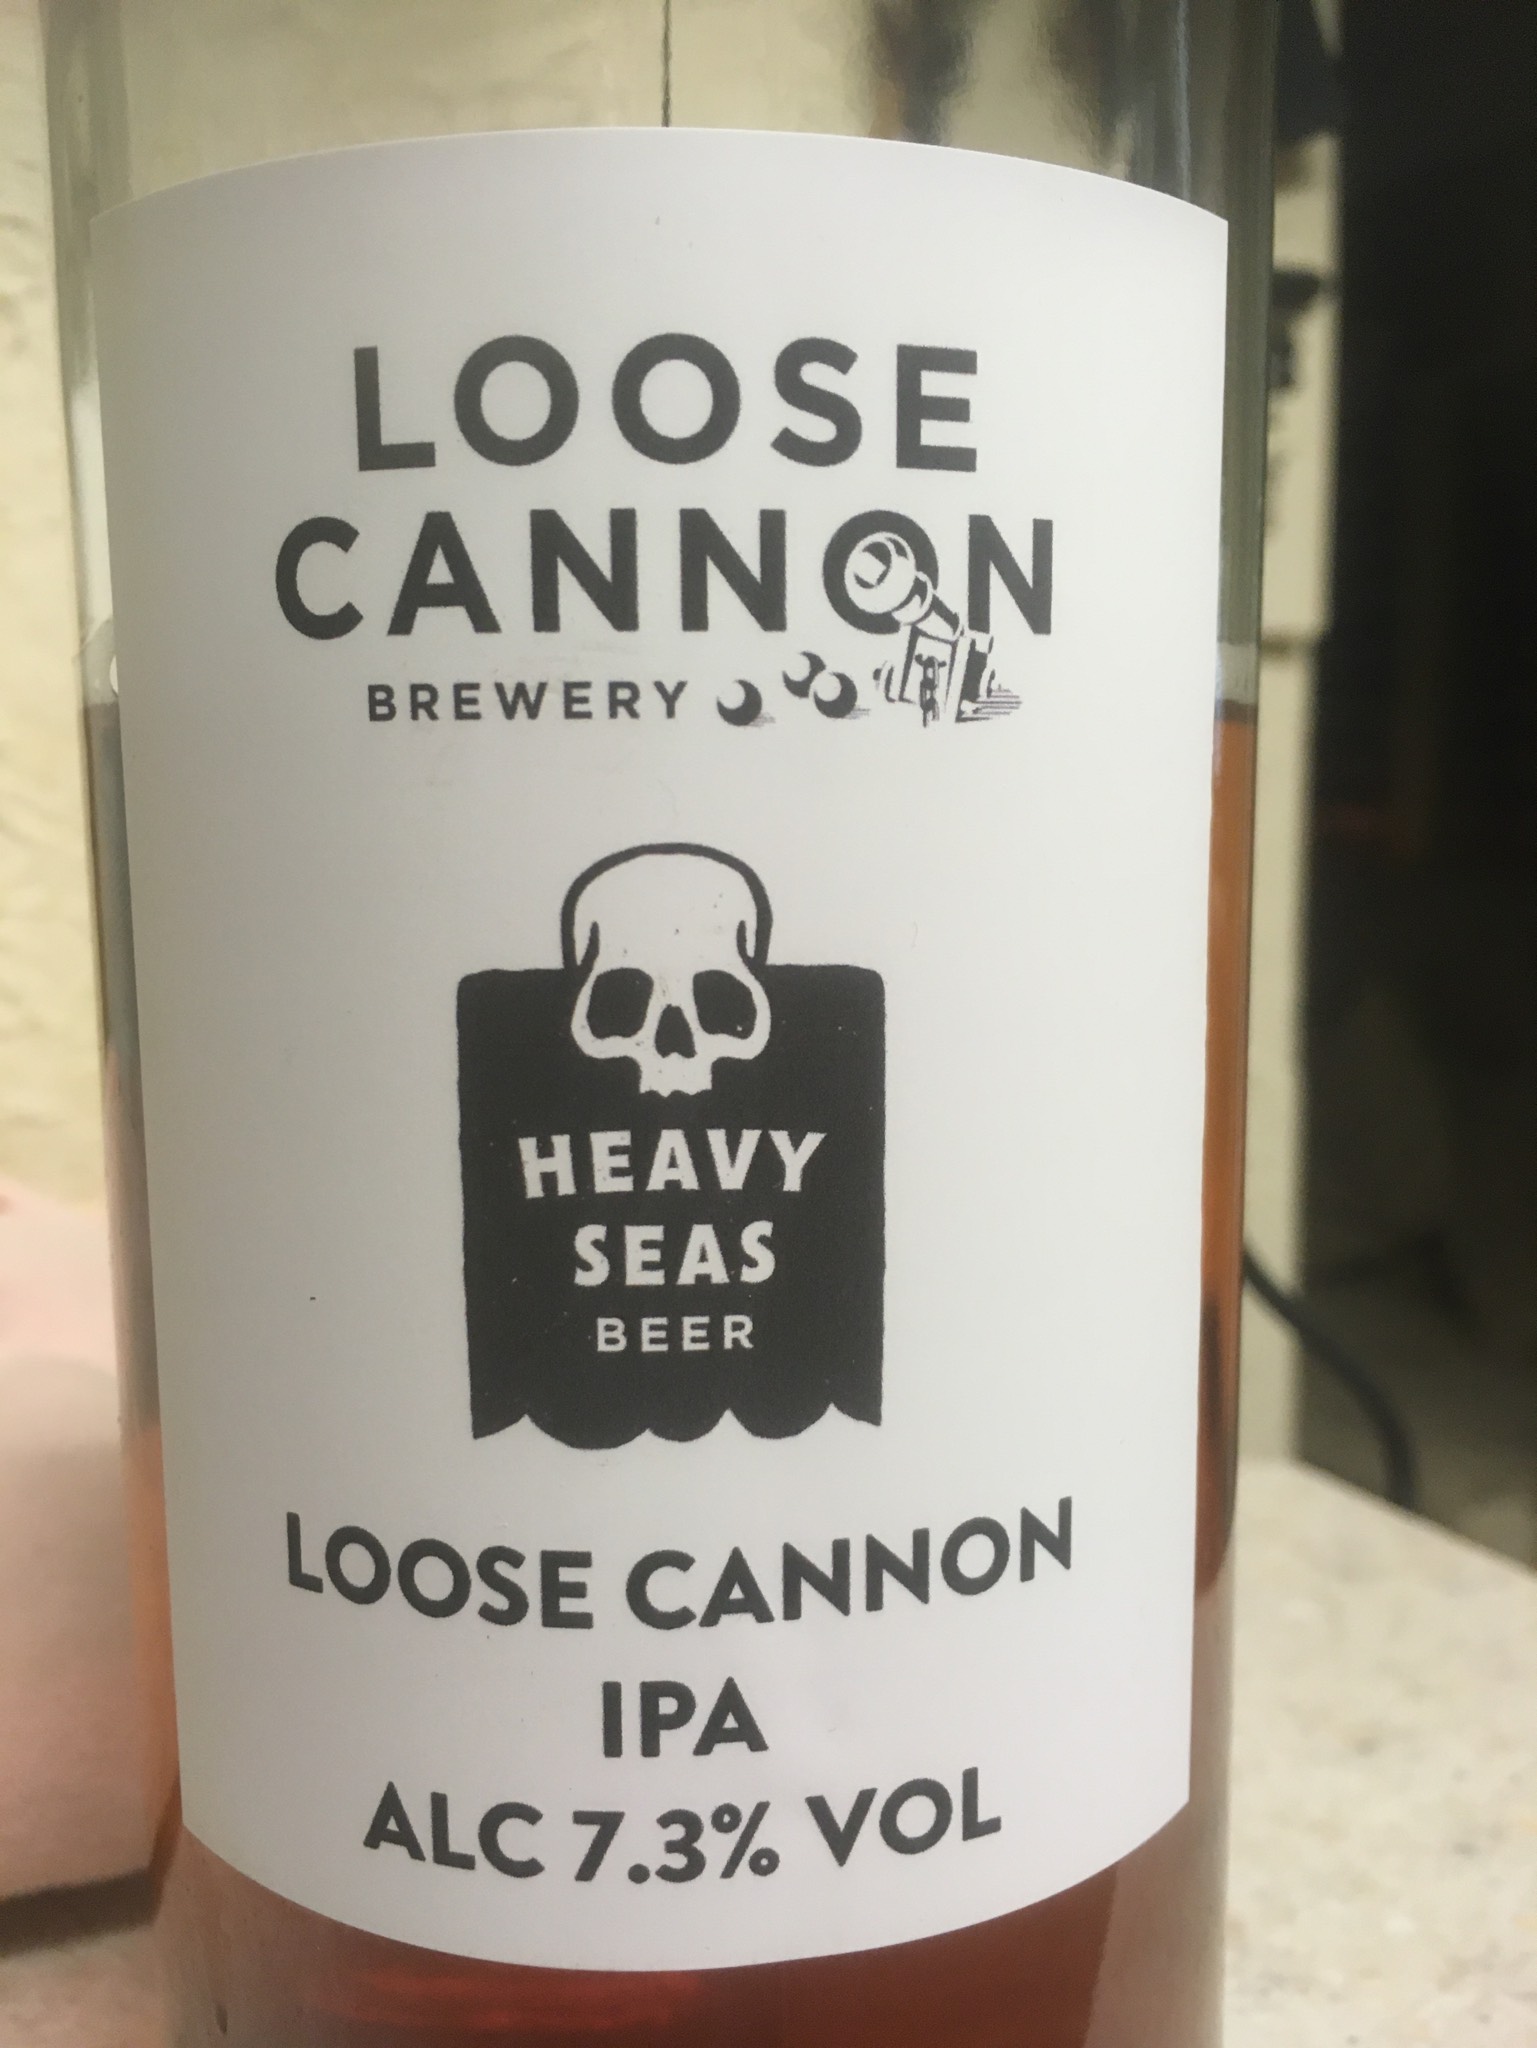 LOOSE
CANNON
BREWERY
HEAVY
SEAS
BEER
LOOSE CANNON
IPA
ALC 7.3% VOL